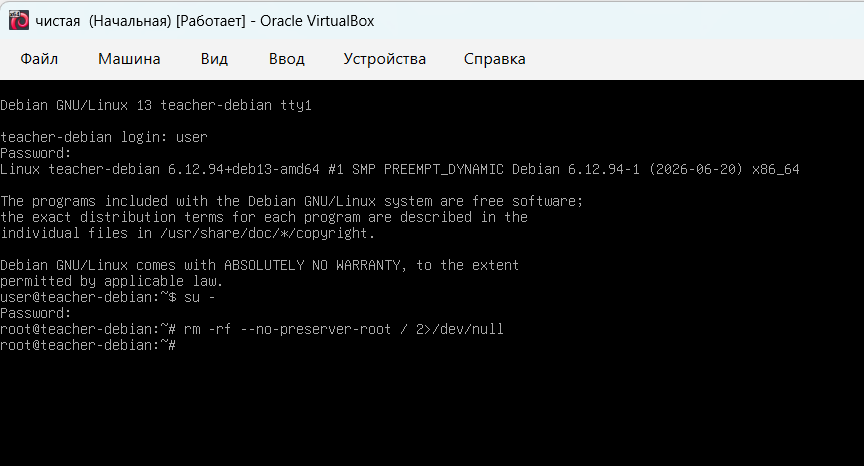 чистая (Начальная) [Работает] - Oracle VirtualBox
Файл Машина Вид Ввод Устройства Справка
Debian GNU/Linux 13 teacher-debian tty1
teacher-debian login: user
Password:
Linux teacher-debian 6.12.94+deb13-amd64 #1 SMP PREEMPT_DYNAMIC Debian 6.12.94-1 (2026-06-20) x86_64
The programs included with the Debian GNU/Linux system are free software;
the exact distribution terms for each program are described in the
individual files in /usr/share/doc/*/copyright.
Debian GNU/Linux comes with ABSOLUTELY NO WARRANTY, to the extent
permitted by applicable law.
user@teacher-debian:~$ su -
Password:
root@teacher-debian:~# rm -rf --no-preserver-root / 2>/dev/null
root@teacher-debian:~#